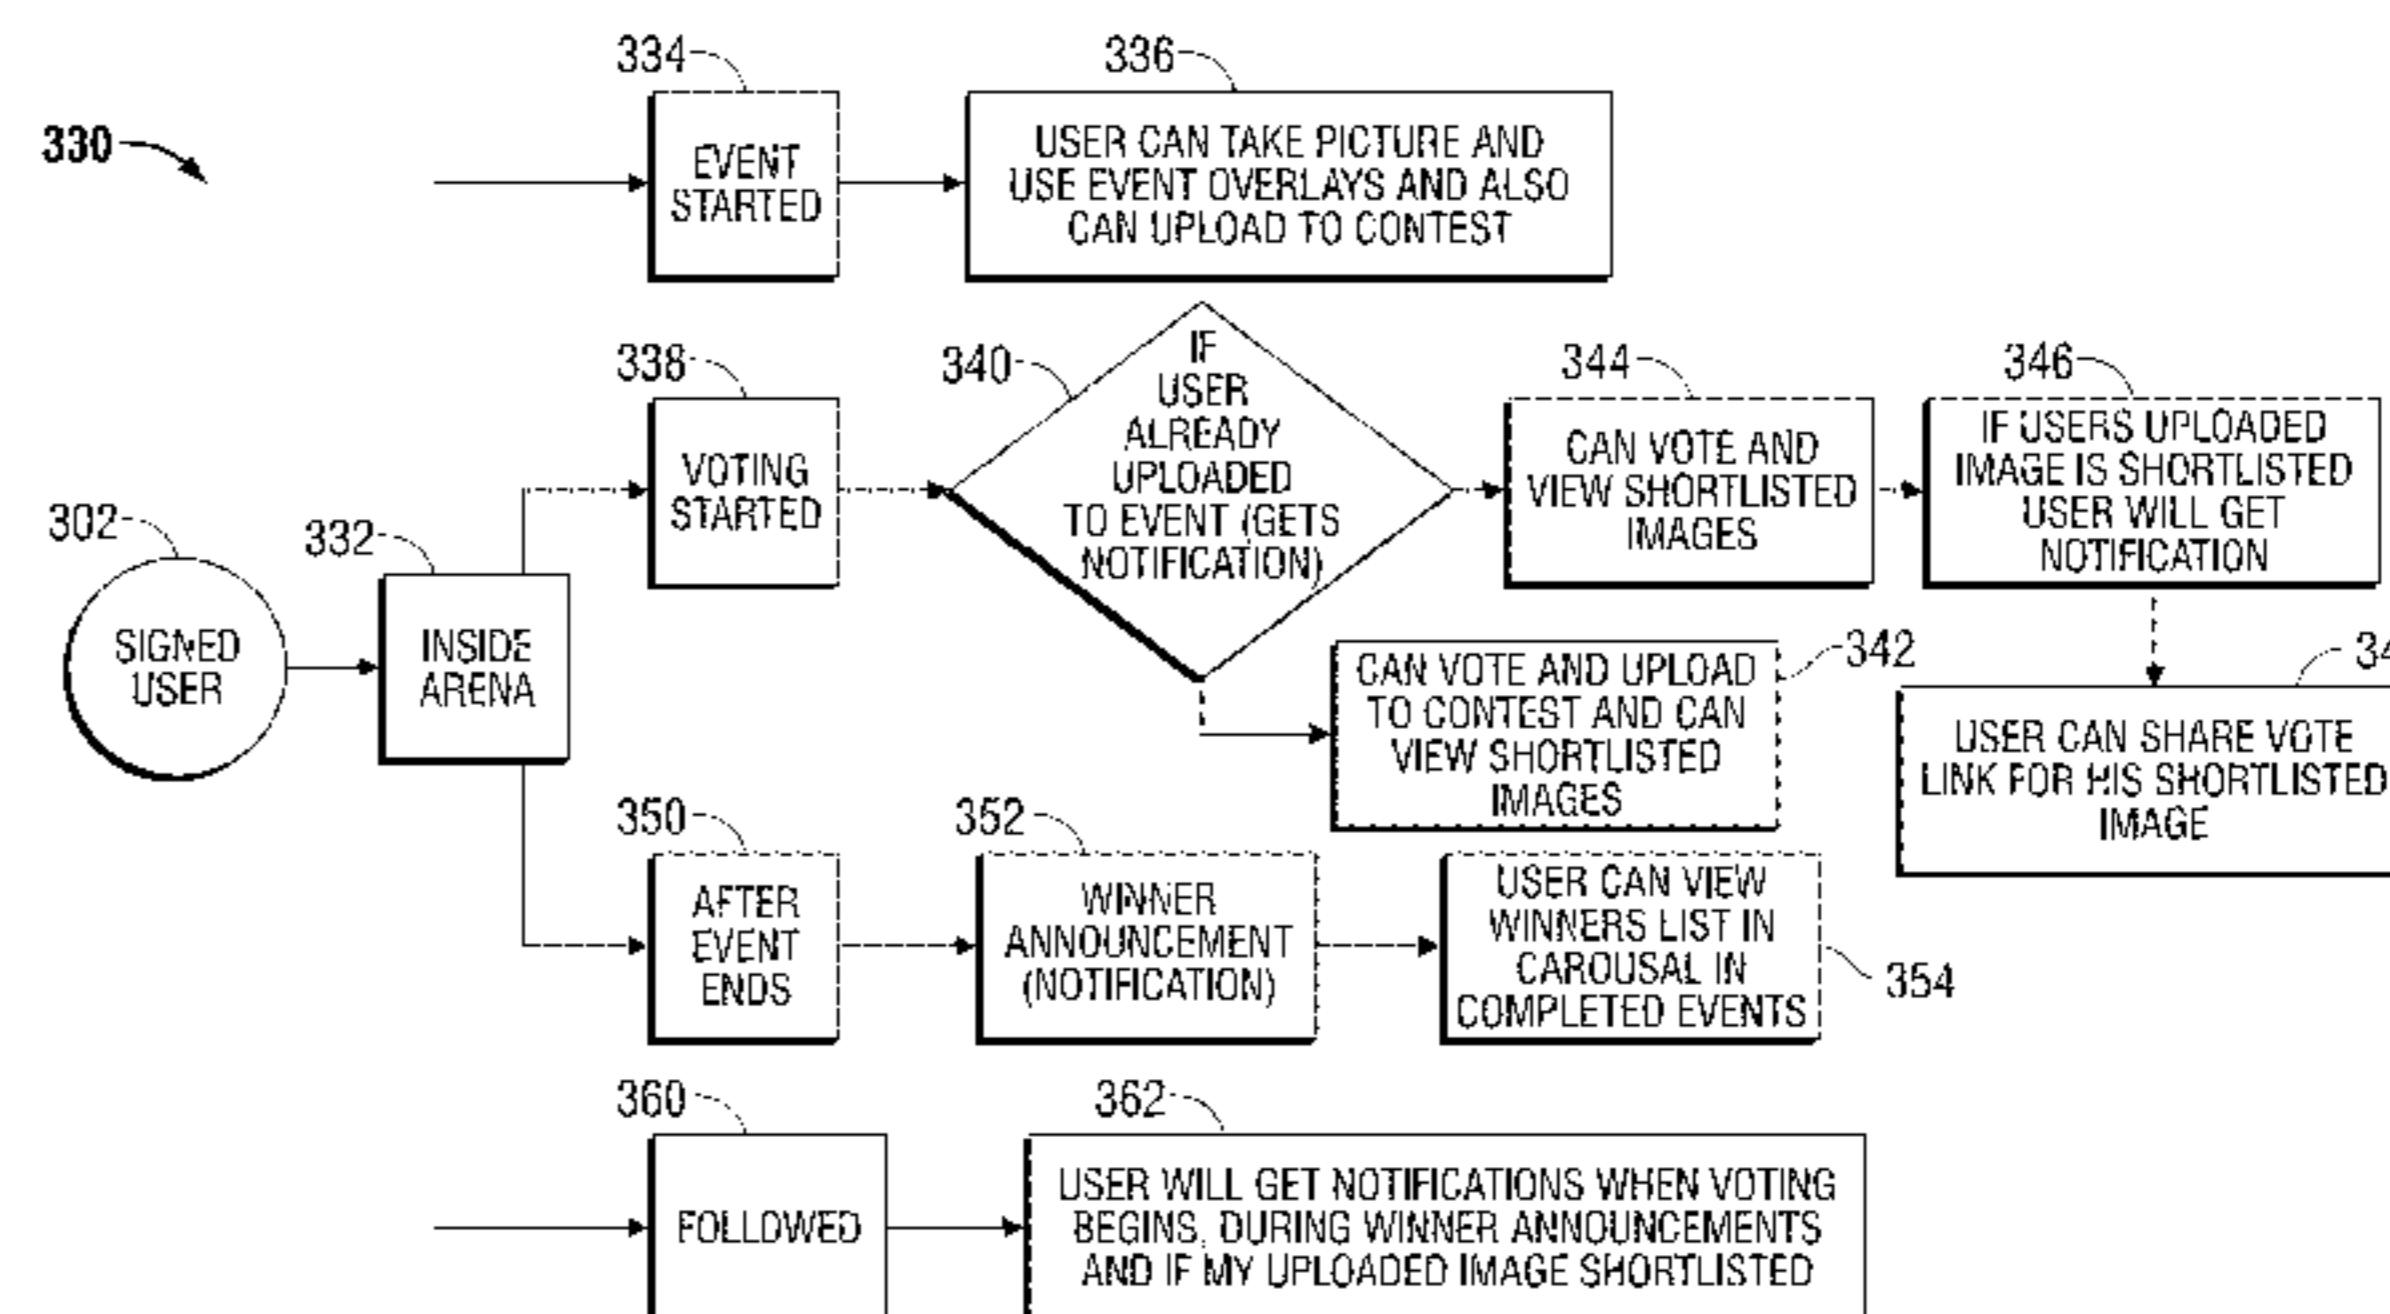 334
336
330
EVENT
STARTED
USER CAN TAKE PICTURE AND
USE EVENT OVERLAYS AND ALSO
CAN UPLOAD TO CONTEST
338
340
344
346
VOTING
STARTED
IF
USER
ALREADY
UPLOADED
TO EVENT (GETS
NOTIFICATION)
CAN VOTE AND
VIEW SHORTLISTED
IMAGES
IF USERS UPLOADED
IMAGE IS SHORTLISTED
USER WILL GET
NOTIFICATION
302
332
SIGNED
USER
INSIDE
ARENA
342
CAN VOTE AND UPLOAD
TO CONTEST AND CAN
VIEW SHORTLISTED
IMAGES
USER CAN SHARE VOTE
LINK FOR HIS SHORTLISTED
IMAGE
350
352
AFTER
EVENT
ENDS
WINNER
ANNOUNCEMENT
(NOTIFICATION)
USER CAN VIEW
WINNERS LIST IN
CAROUSAL IN
COMPLETED EVENTS
354
360
362
FOLLOWED
USER WILL GET NOTIFICATIONS WHEN VOTING
BEGINS, DURING WINNER ANNOUNCEMENTS
AND IF MY UPLOADED IMAGE SHORTLISTED